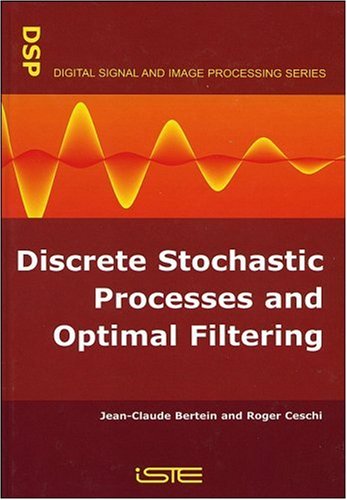 DSP
DIGITAL SIGNAL AND IMAGE PROCESSING SERIES
Discrete Stochastic
Processes and
Optimal Filtering
Jean-Claude Bertein and Roger Ceschi
iSTE